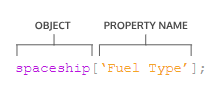 OBJECT PROPERTY NAME
spaceship[‘Fuel Type’];